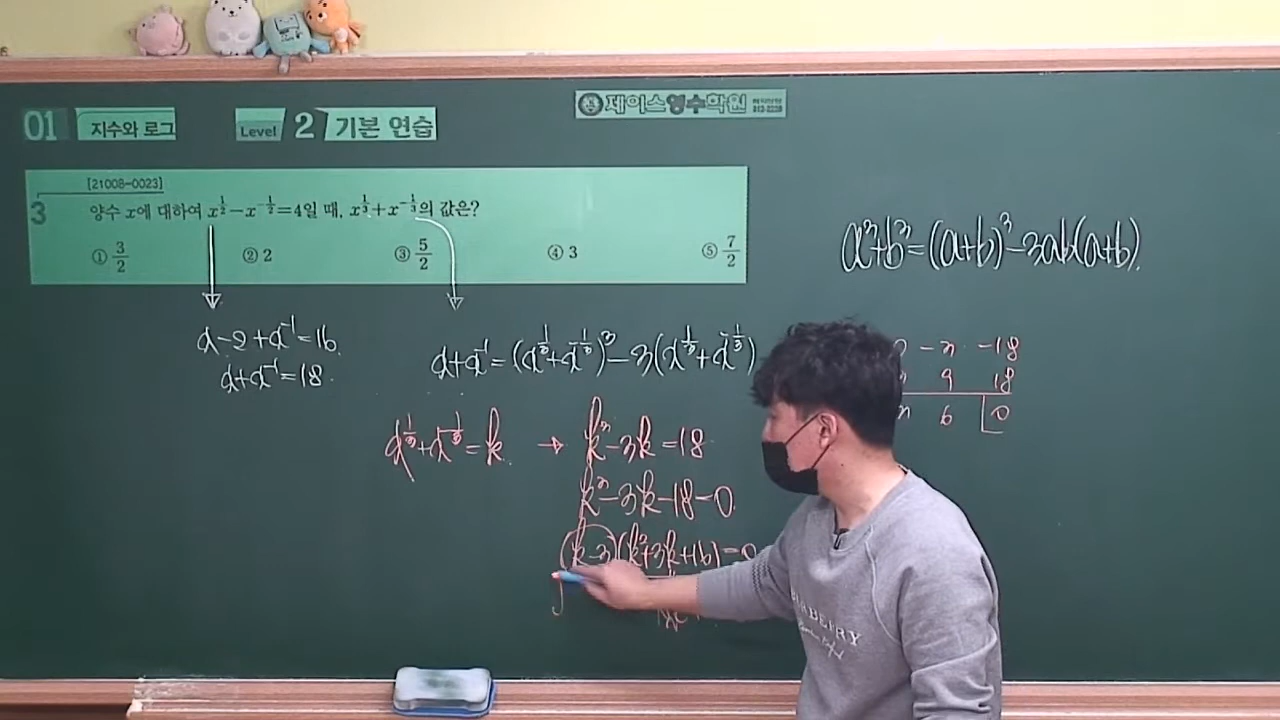 제이스영수학원
01 지수와 로그
Level 2 기본 연습
[21008-0023]
3 양수 x에 대하여 x^{1/2}-x^{-1/2}=4일 때, x^{1/3}+x^{-1/3}의 값은?
① 3/2 ② 2 ③ 5/2 ④ 3 ⑤ 7/2
a³+b³=(a+b)³-3ab(a+b).
x-2+x⁻¹=16.
x+x⁻¹=18.
x+x⁻¹=(x^{1/3}+x^{-1/3})³-3(x^{1/3}+x^{-1/3})
-3 -18
9 18
3 6 0
x^{1/3}+x^{-1/3}=k. → k³-3k=18
k³-3k-18=0.
(k-3)(k²+3k+6)=0
BURBERRY